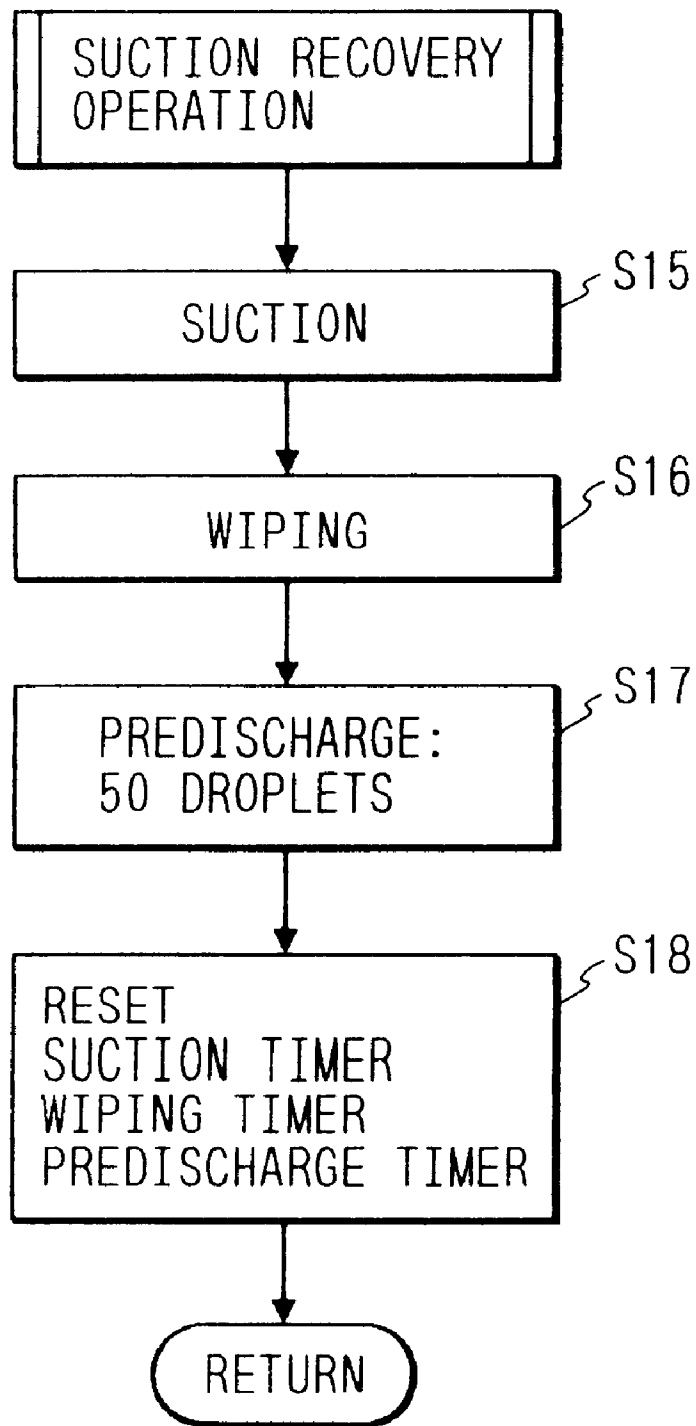 SUCTION RECOVERY
OPERATION
S15
SUCTION
S16
WIPING
S17
PREDISCHARGE:
50 DROPLETS
S18
RESET
SUCTION TIMER
WIPING TIMER
PREDISCHARGE TIMER
RETURN